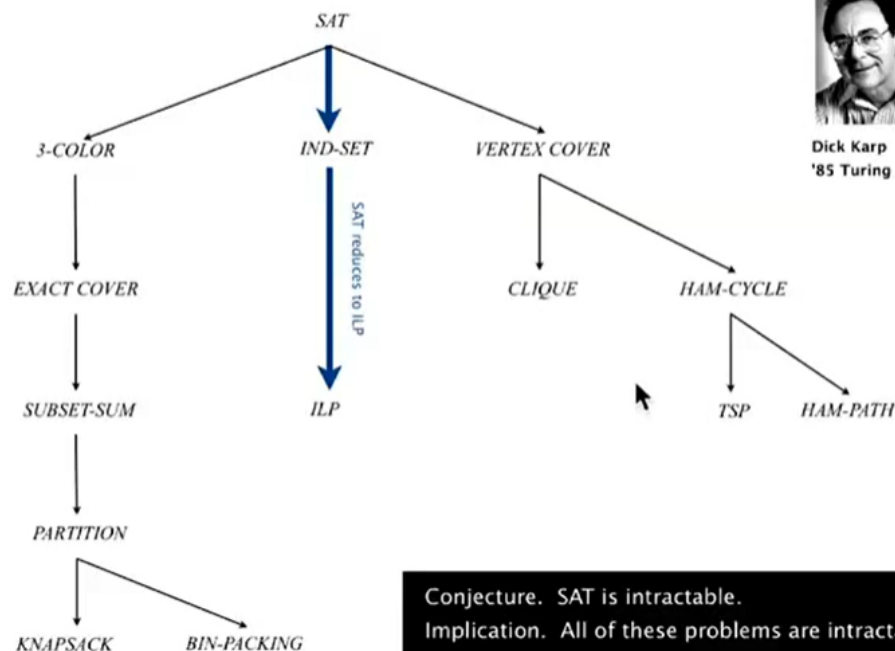 SAT
3-COLOR
IND-SET
VERTEX COVER
Dick Karp
'85 Turing
SAT reduces to ILP
EXACT COVER
CLIQUE
HAM-CYCLE
SUBSET-SUM
ILP
TSP
HAM-PATH
PARTITION
KNAPSACK
BIN-PACKING
Conjecture. SAT is intractable.
Implication. All of these problems are intract